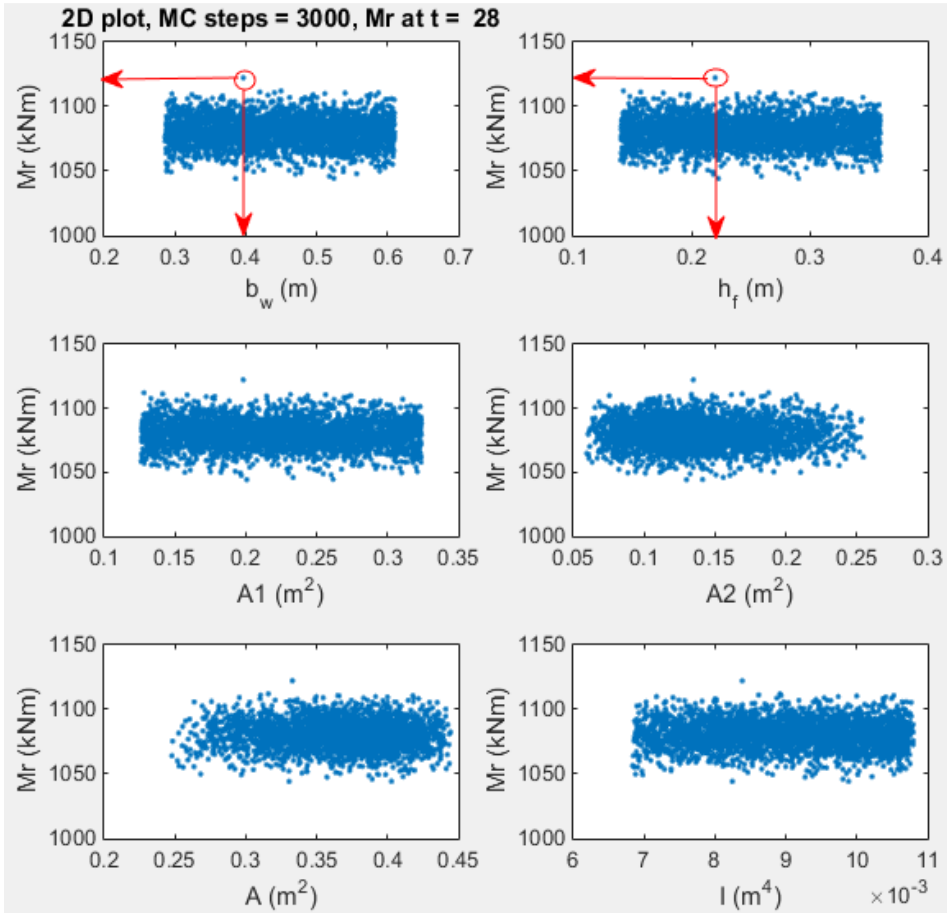 2D plot, MC steps = 3000, Mr at t = 28
1150
1100
1050
1000
Mr (kNm)
0.2 0.3 0.4 0.5 0.6 0.7
b_w (m)
1150
1100
1050
1000
Mr (kNm)
0.1 0.2 0.3 0.4
h_f (m)
1150
1100
1050
1000
Mr (kNm)
0.1 0.15 0.2 0.25 0.3 0.35
A1 (m²)
1150
1100
1050
1000
Mr (kNm)
0.05 0.1 0.15 0.2 0.25 0.3
A2 (m²)
1150
1100
1050
1000
Mr (kNm)
0.2 0.25 0.3 0.35 0.4 0.45
A (m²)
1150
1100
1050
1000
Mr (kNm)
6 7 8 9 10 11
I (m⁴)
× 10⁻³